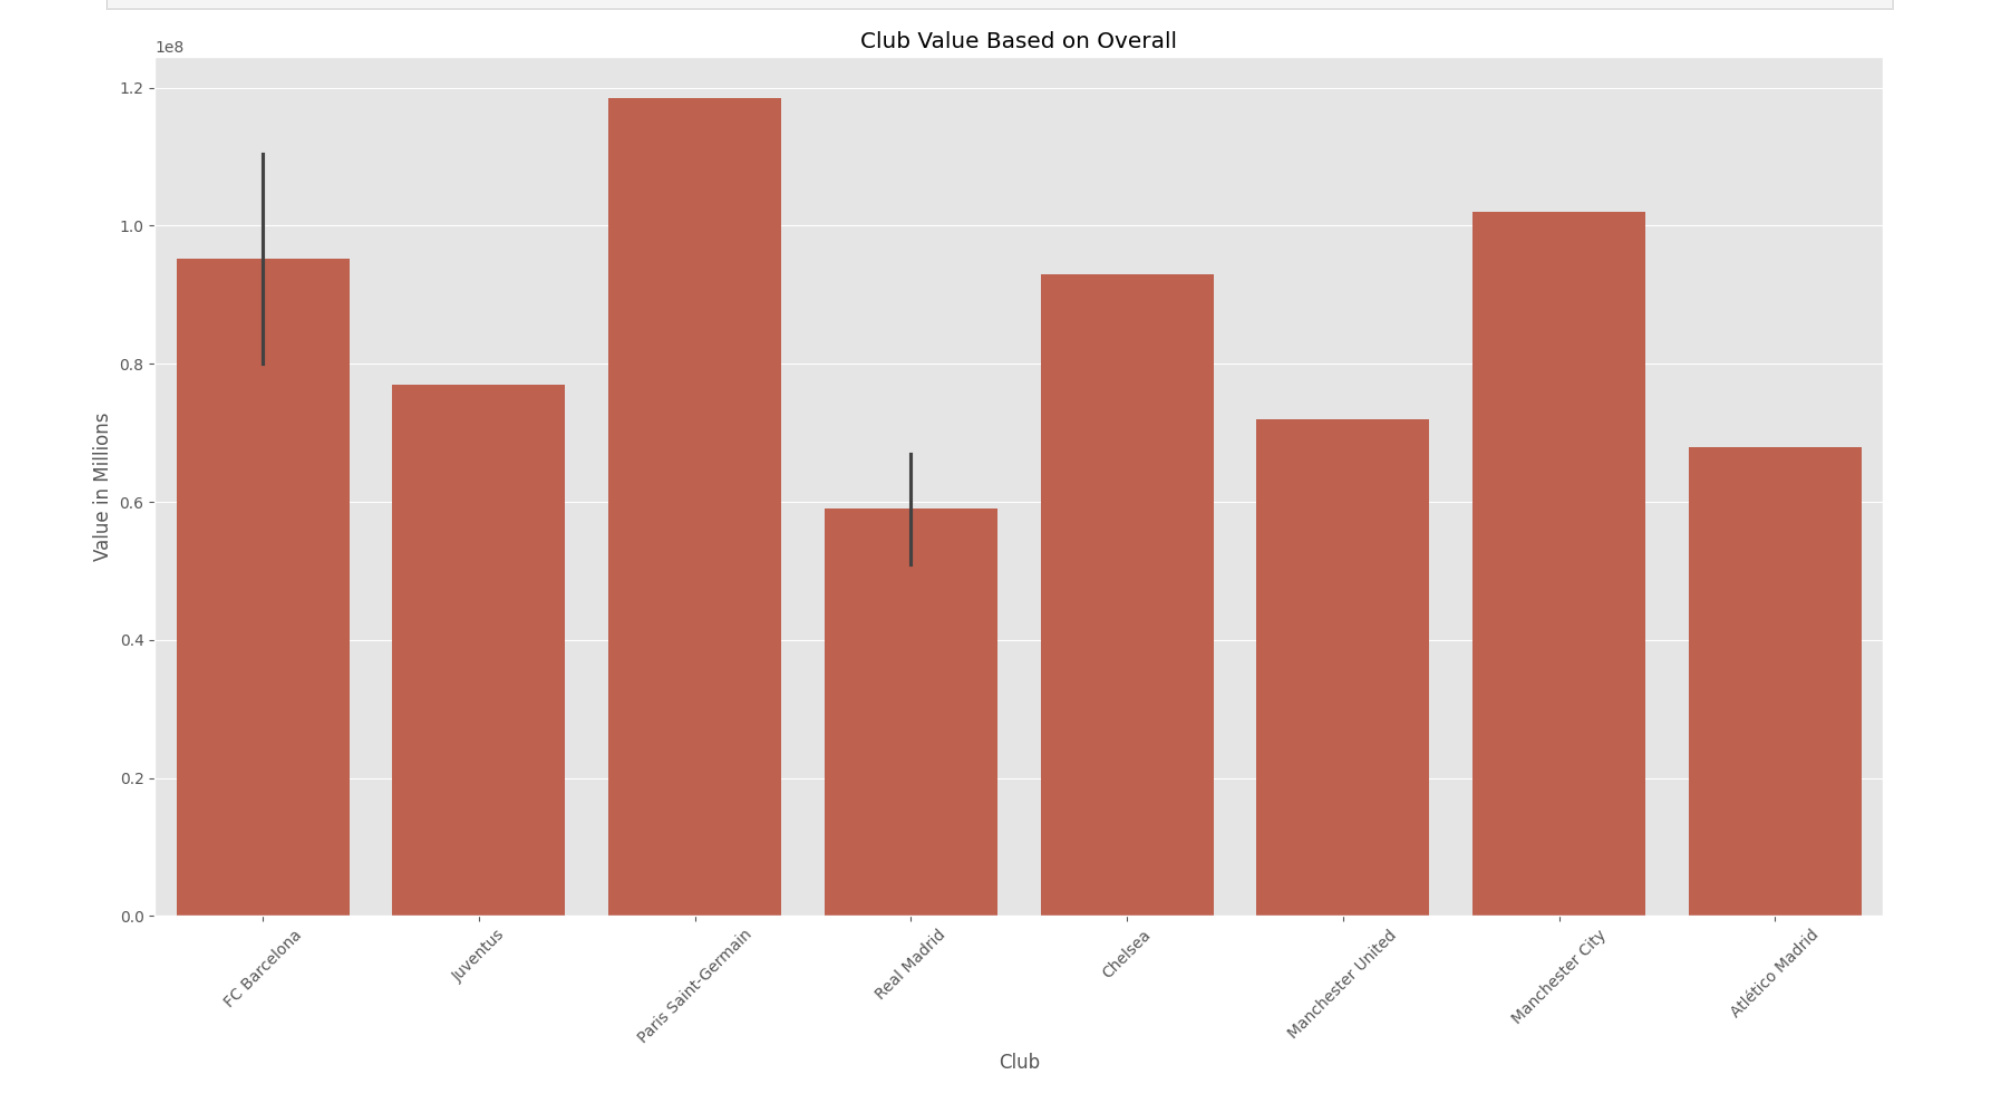 Club Value Based on Overall
1e8
1.2
1.0
0.8
0.6
0.4
0.2
0.0
Value in Millions
FC Barcelona
Juventus
Paris Saint-Germain
Real Madrid
Chelsea
Manchester United
Manchester City
Atlético Madrid
Club